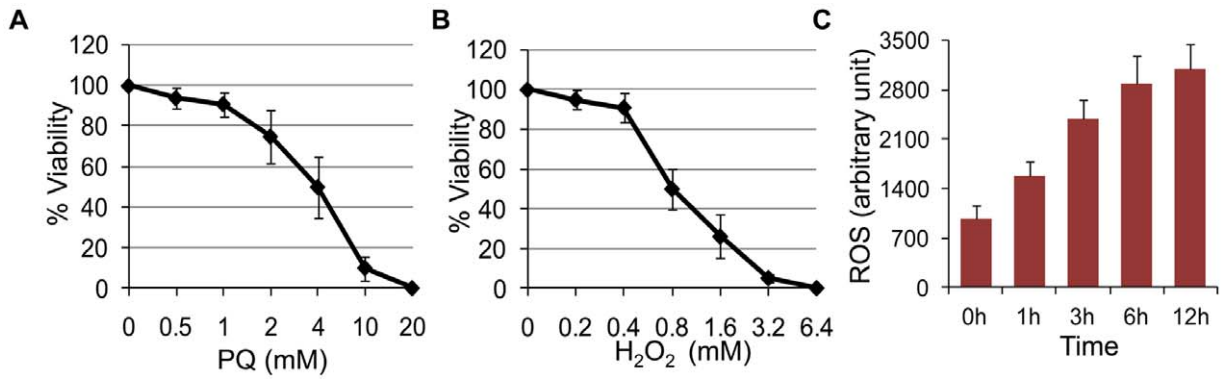 A
% Viability
120
100
80
60
40
20
0
0 0.5 1 2 4 10 20
PQ (mM)
B
% Viability
120
100
80
60
40
20
0
0 0.2 0.4 0.8 1.6 3.2 6.4
H₂O₂ (mM)
C
ROS (arbitrary unit)
3500
2800
2100
1400
700
0
0h 1h 3h 6h 12h
Time